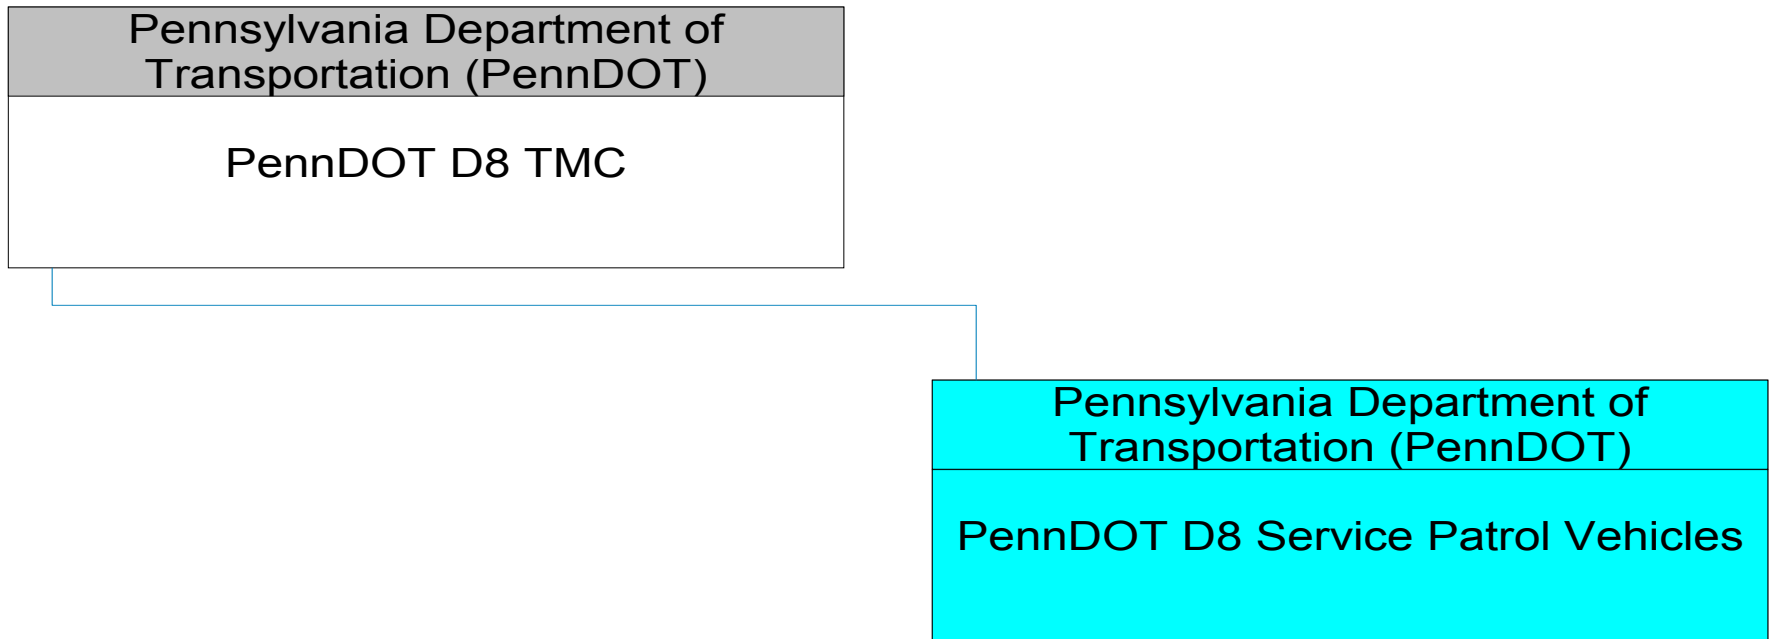 Pennsylvania Department of
Transportation (PennDOT)
PennDOT D8 TMC
Pennsylvania Department of
Transportation (PennDOT)
PennDOT D8 Service Patrol Vehicles